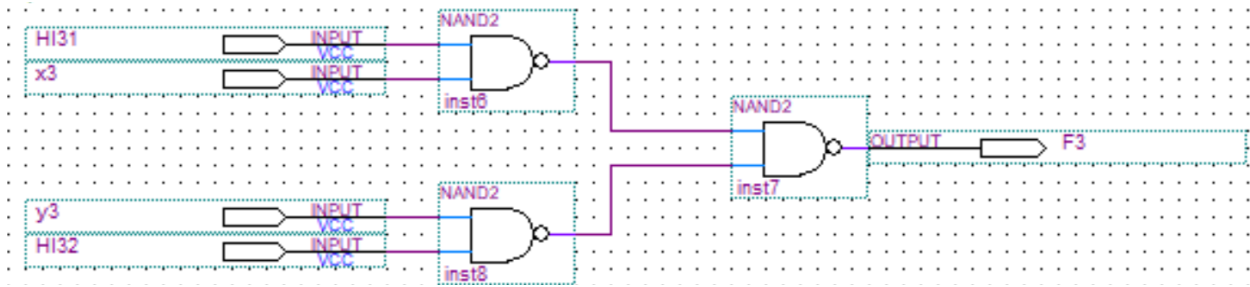 NAND2
HI31 INPUT
VCC
x3 INPUT
VCC
inst6
NAND2
OUTPUT F3
inst7
NAND2
y3 INPUT
VCC
HI32 INPUT
VCC
inst8